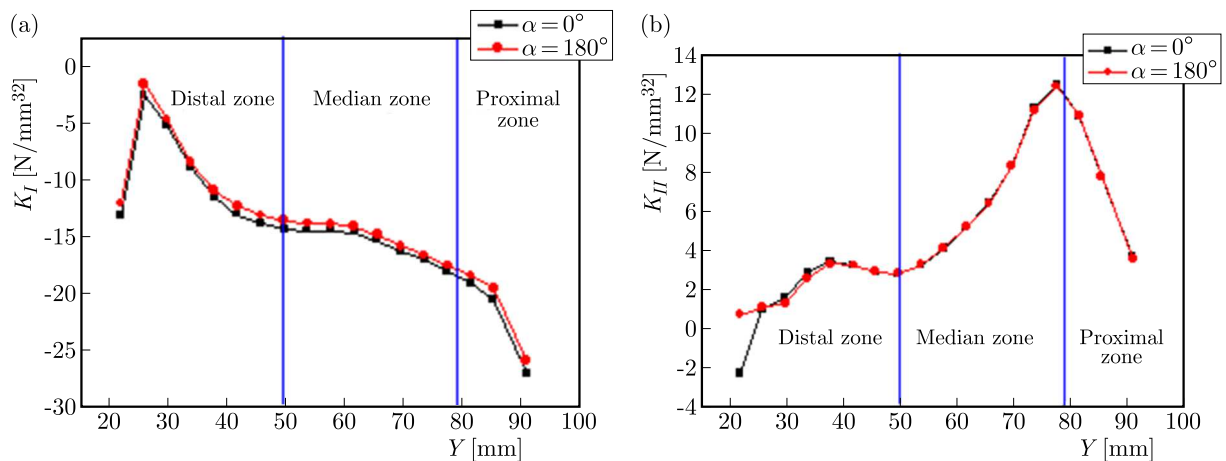 (a)
α = 0°
α = 180°
K_I [N/mm^32]
0
-5
-10
-15
-20
-25
-30
Distal zone
Median zone
Proximal
zone
20
30
40
50
60
70
80
90
100
Y [mm]
(b)
α = 0°
α = 180°
K_II [N/mm^32]
14
12
10
8
6
4
2
0
-2
-4
Distal zone
Median zone
Proximal
zone
20
30
40
50
60
70
80
90
100
Y [mm]